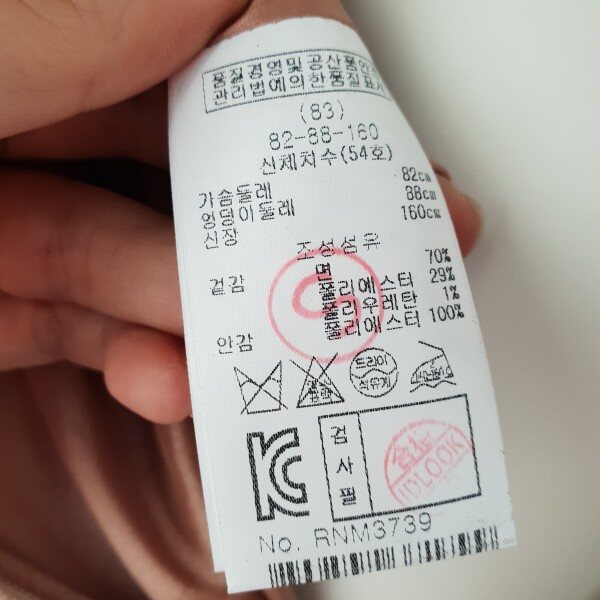 품질경영및공산품안전
관리법에의한품질표시
(83)
82-88-160
신체치수(54호)
가슴둘레 82cm
엉덩이둘레 88cm
신장 160cm
조성섬유
겉감 면 70%
폴리에스터 29%
폴리우레탄 1%
안감 폴리에스터 100%
S
드라이
석유계
KC
검사필
IDLOOK
No. RNM3739